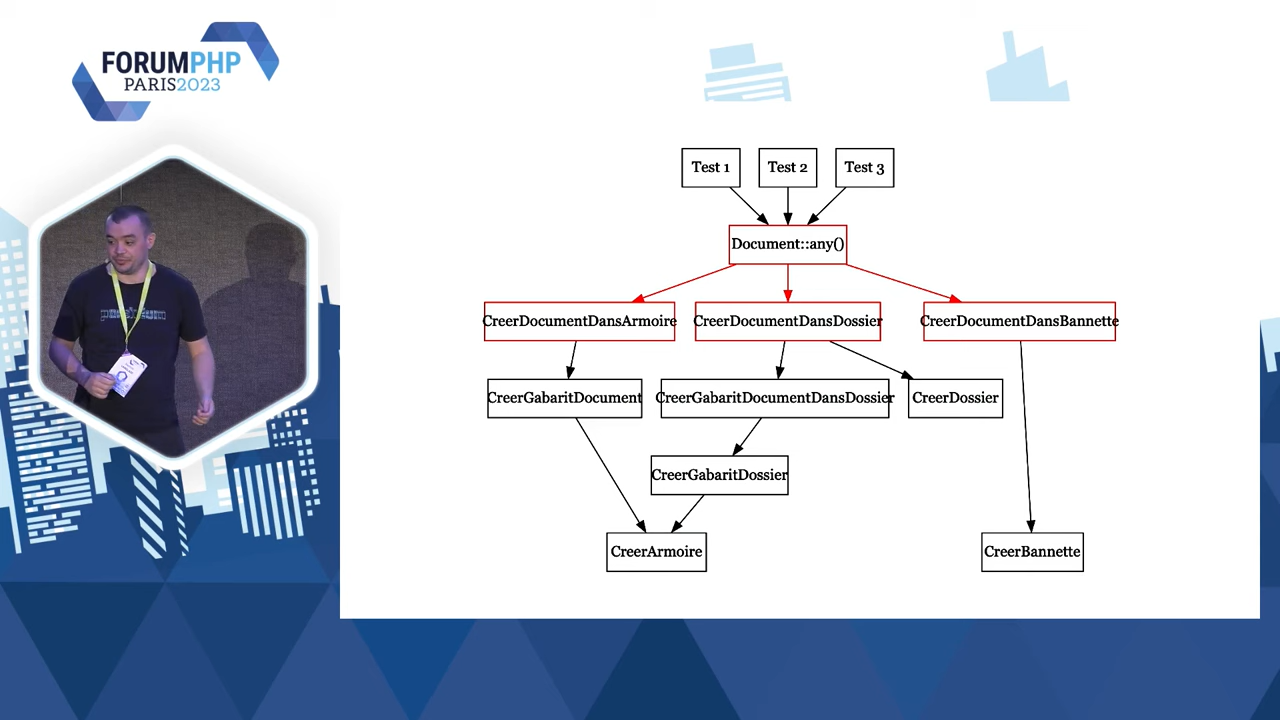 FORUMPHP
PARIS2023
Test 1
Test 2
Test 3
Document::any()
CreerDocumentDansArmoire
CreerDocumentDansDossier
CreerDocumentDansBannette
CreerGabaritDocument
CreerGabaritDocumentDansDossier
CreerDossier
CreerGabaritDossier
CreerArmoire
CreerBannette